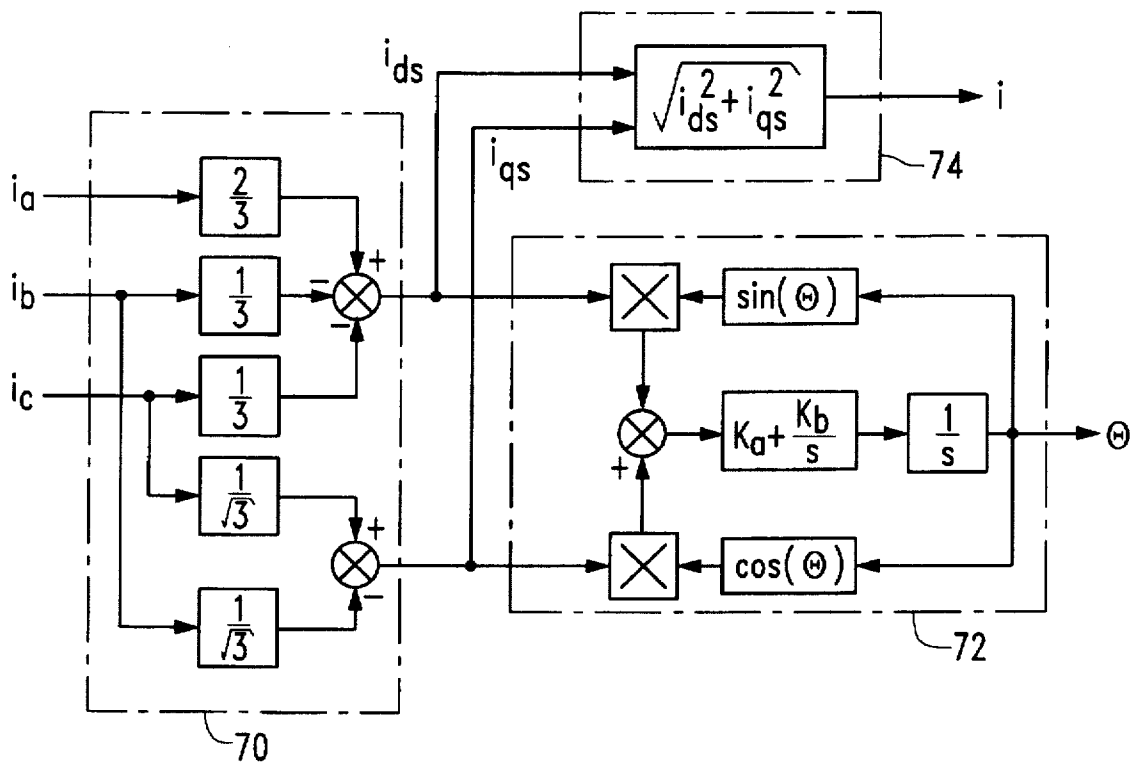 i_ds
√(i_ds² + i_qs²)
i
i_qs
74
i_a
2/3
+
i_b
1/3
−
−
sin(Θ)
i_c
1/3
K_a + K_b/s
1/s
Θ
+
1/√3
+
cos(Θ)
−
1/√3
72
70